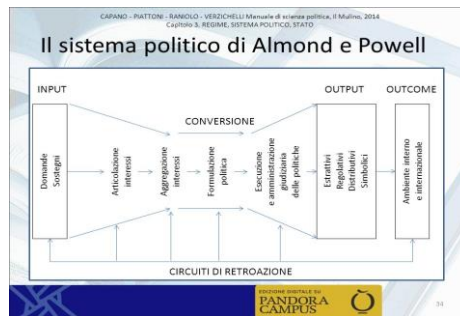 CAPANO - PIATTONI - RANIOLO - VERZICHELLI Manuale di scienza politica, Il Mulino, 2014
Capitolo 3. REGIME, SISTEMA POLITICO, STATO
Il sistema politico di Almond e Powell
INPUT
CONVERSIONE
OUTPUT
OUTCOME
Domande
Sostegni
Articolazione
interessi
Aggregazione
interessi
Formulazione
politica
Esecuzione
e amministrazione
giudiziaria
delle politiche
Estrattivi
Regolativi
Distributivi
Simbolici
Ambiente interno
e internazionale
CIRCUITI DI RETROAZIONE
EDIZIONE DIGITALE SU
PANDORA
CAMPUS
34